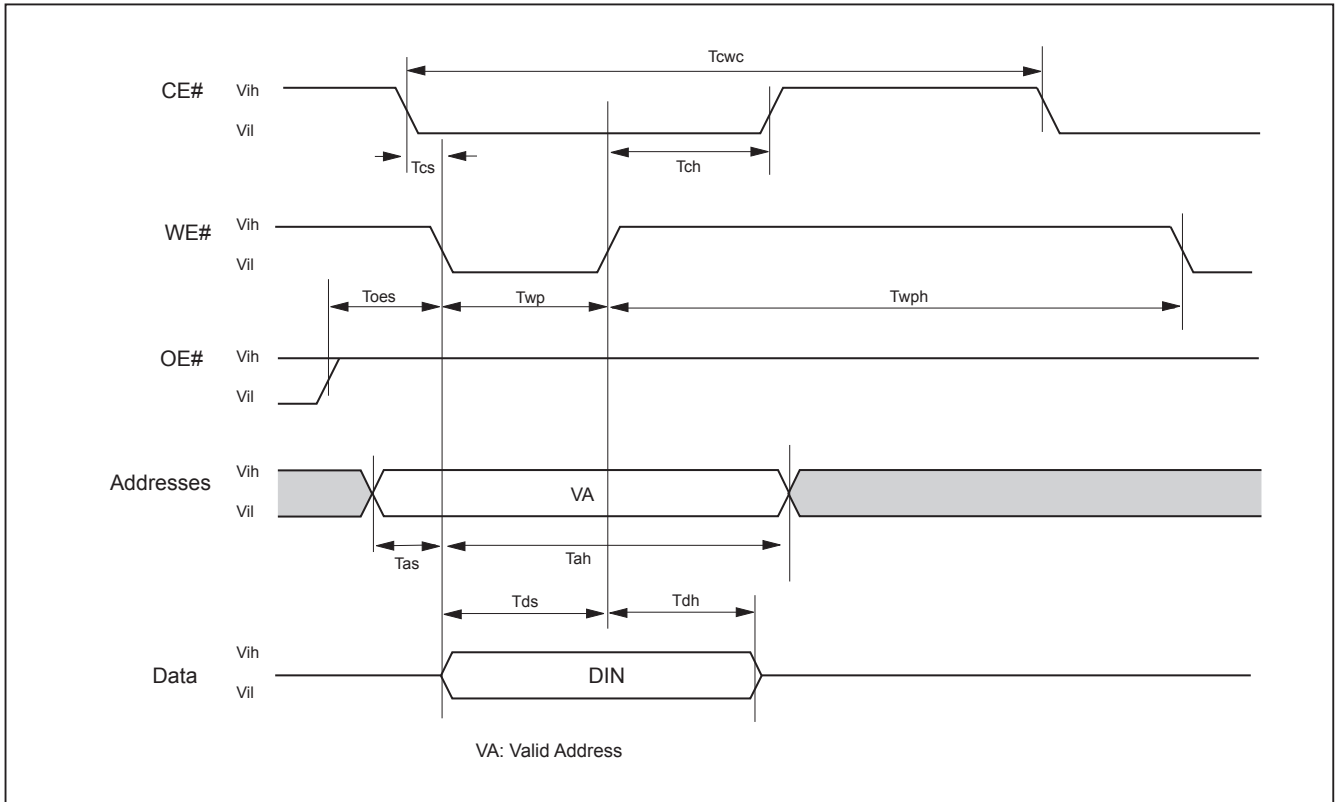 Tcwc
CE#
Vih
Vil
Tcs
Tch
WE#
Vih
Vil
Toes
Twp
Twph
OE#
Vih
Vil
Addresses
Vih
VA
Vil
Tas
Tah
Tds
Tdh
Data
Vih
DIN
Vil
VA: Valid Address